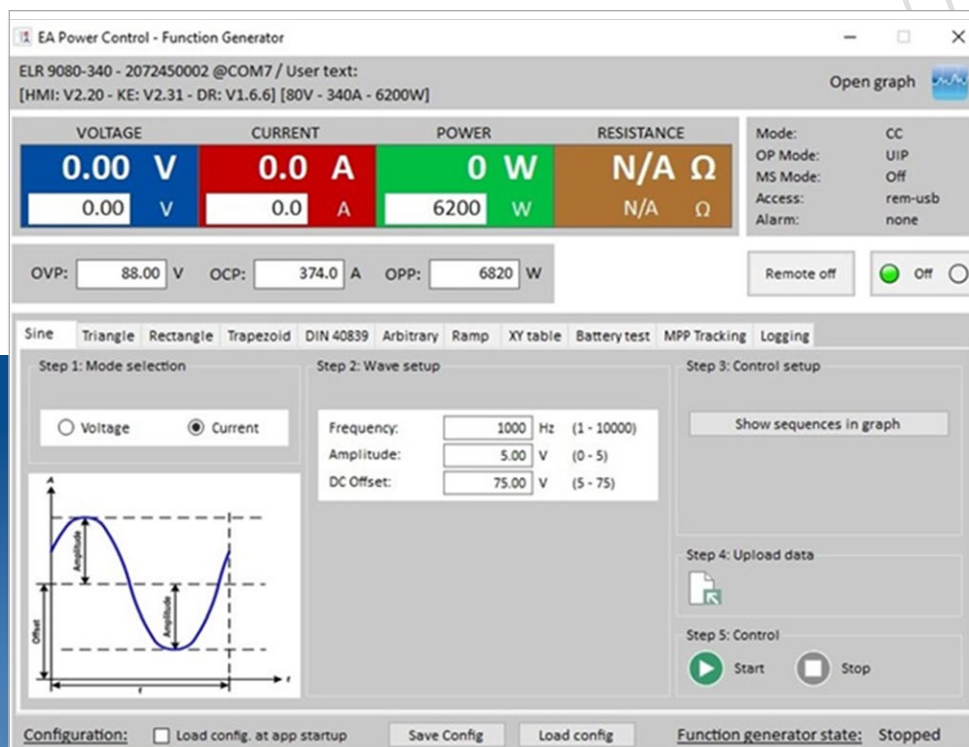 EA Power Control - Function Generator
ELR 9080-340 - 2072450002 @COM7 / User text:
[HMI: V2.20 - KE: V2.31 - DR: V1.6.6] [80V - 340A - 6200W]
Open graph
VOLTAGE CURRENT POWER RESISTANCE
0.00 V 0.0 A 0 W N/A Ω
0.00 V 0.0 A 6200 W N/A Ω
Mode: CC
OP Mode: UIP
MS Mode: Off
Access: rem-usb
Alarm: none
OVP: 88.00 V OCP: 374.0 A OPP: 6820 W
Remote off Off
Sine Triangle Rectangle Trapezoid DIN 40839 Arbitrary Ramp XY table Battery test MPP Tracking Logging
Step 1: Mode selection
Voltage Current
A
Amplitude
Amplitude
Offset
f
t
Step 2: Wave setup
Frequency: 1000 Hz (1 - 10000)
Amplitude: 5.00 V (0 - 5)
DC Offset: 75.00 V (5 - 75)
Step 3: Control setup
Show sequences in graph
Step 4: Upload data
Step 5: Control
Start Stop
Configuration: Load config. at app startup Save Config Load config Function generator state: Stopped